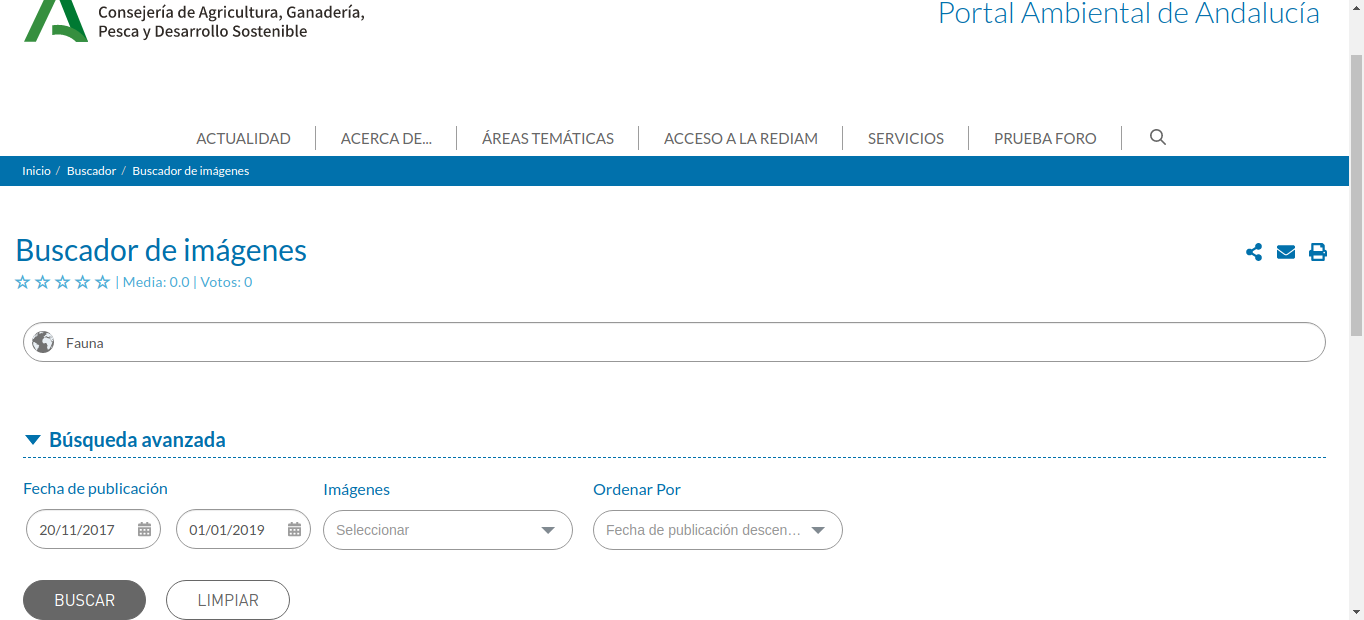 Consejería de Agricultura, Ganadería,
Pesca y Desarrollo Sostenible
Portal Ambiental de Andalucía
ACTUALIDAD ACERCA DE... ÁREAS TEMÁTICAS ACCESO A LA REDIAM SERVICIOS PRUEBA FORO
Inicio / Buscador / Buscador de imágenes
Buscador de imágenes
| Media: 0.0 | Votos: 0
Fauna
Búsqueda avanzada
Fecha de publicación Imágenes Ordenar Por
20/11/2017 01/01/2019 Seleccionar Fecha de publicación descen...
BUSCAR LIMPIAR